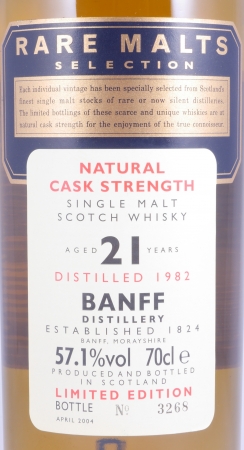 RARE MALTS
SELECTION
Each individual vintage has been specially selected from Scotland's
finest single malt stocks of rare or now silent distilleries.
The limited bottlings of these scarce and unique whiskies are at
natural cask strength for the enjoyment of the true connoisseur.
NATURAL
CASK STRENGTH
SINGLE MALT
SCOTCH WHISKY
AGED 21 YEARS
DISTILLED 1982
BANFF
DISTILLERY
ESTABLISHED 1824
BANFF, MORAYSHIRE
57.1%vol 70cl e
PRODUCED AND BOTTLED
IN SCOTLAND
LIMITED EDITION
BOTTLE Nº 3268
APRIL 2004